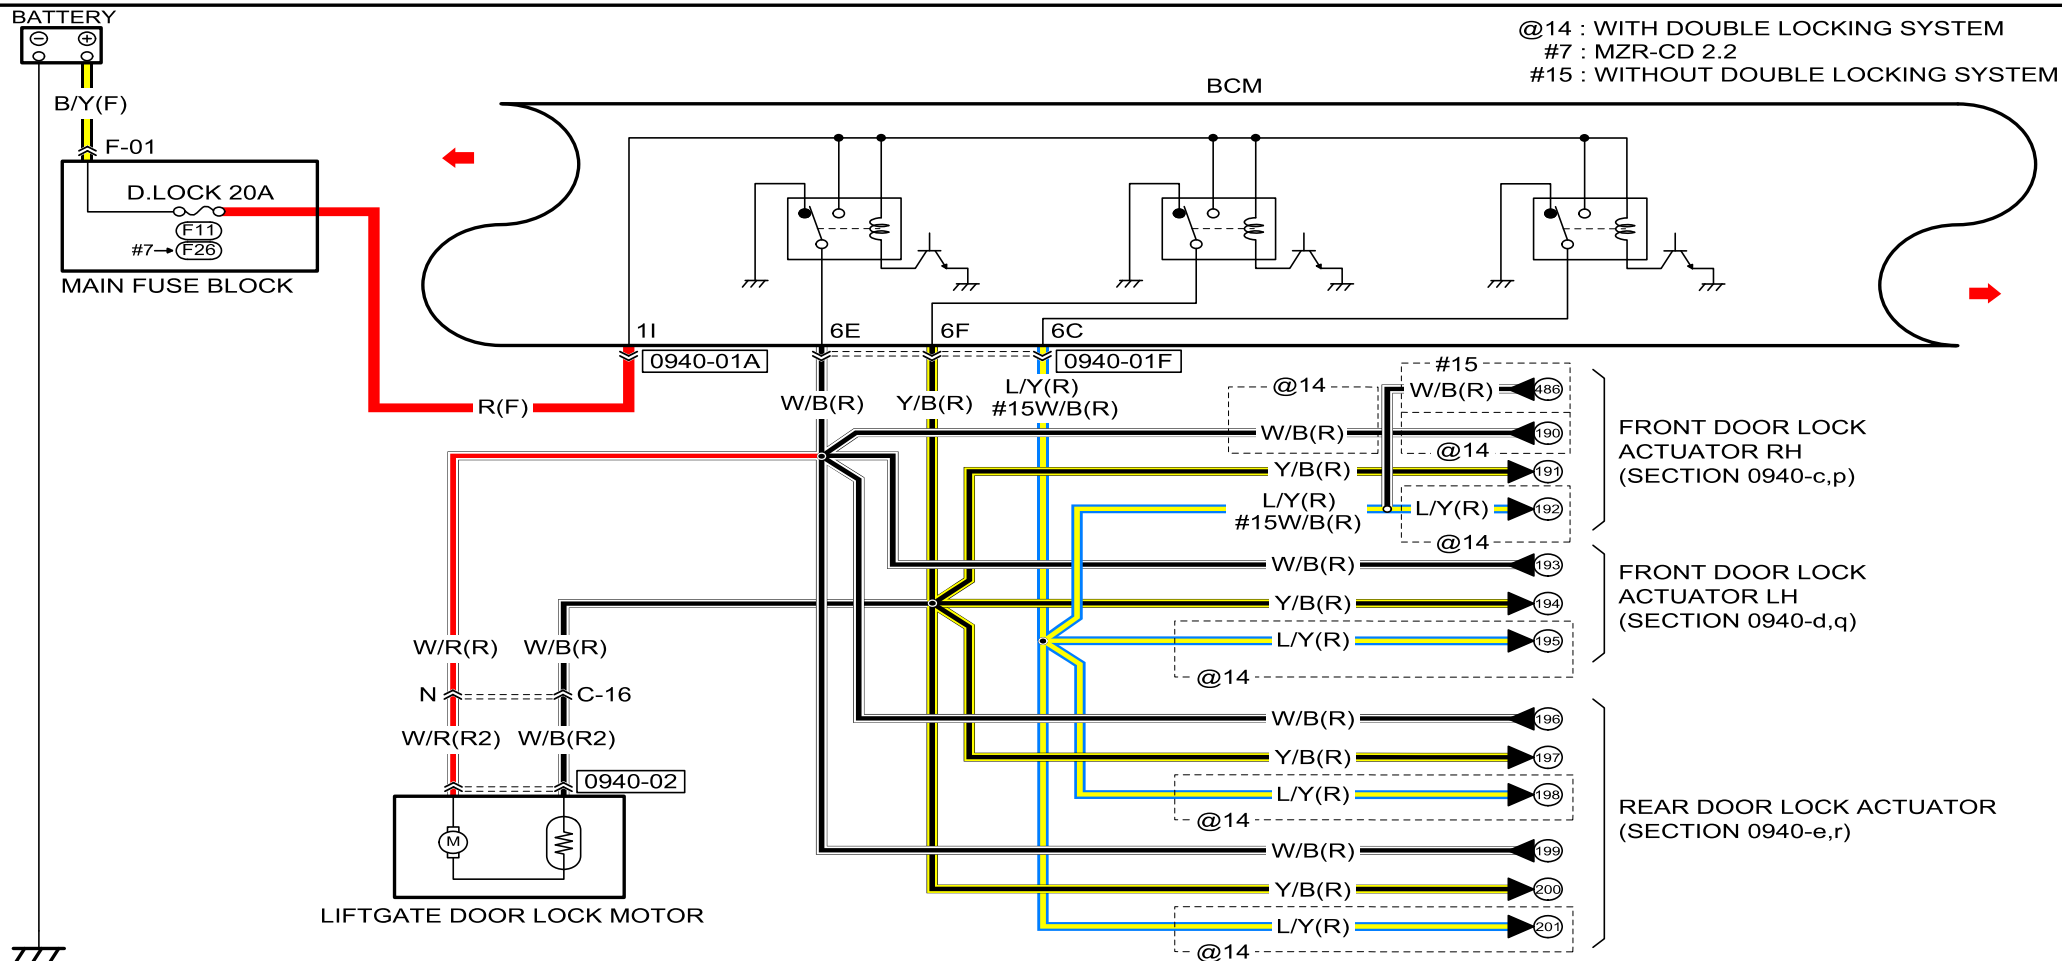 BATTERY
@14 : WITH DOUBLE LOCKING SYSTEM
#7 : MZR-CD 2.2
#15 : WITHOUT DOUBLE LOCKING SYSTEM
BCM
B/Y(F)
F-01
D.LOCK 20A
F11
#7→ F26
MAIN FUSE BLOCK
1I
6E
6F
6C
0940-01A
0940-01F
R(F)
W/B(R)
Y/B(R)
L/Y(R)
#15W/B(R)
@14
#15
W/B(R)
486
W/B(R)
190
@14
Y/B(R)
191
L/Y(R)
#15W/B(R)
L/Y(R)
192
@14
FRONT DOOR LOCK
ACTUATOR RH
(SECTION 0940-c,p)
W/B(R)
193
Y/B(R)
194
L/Y(R)
195
@14
FRONT DOOR LOCK
ACTUATOR LH
(SECTION 0940-d,q)
W/R(R)
W/B(R)
N
C-16
W/R(R2)
W/B(R2)
0940-02
M
LIFTGATE DOOR LOCK MOTOR
W/B(R)
196
Y/B(R)
197
L/Y(R)
198
@14
W/B(R)
199
Y/B(R)
200
L/Y(R)
201
@14
REAR DOOR LOCK ACTUATOR
(SECTION 0940-e,r)